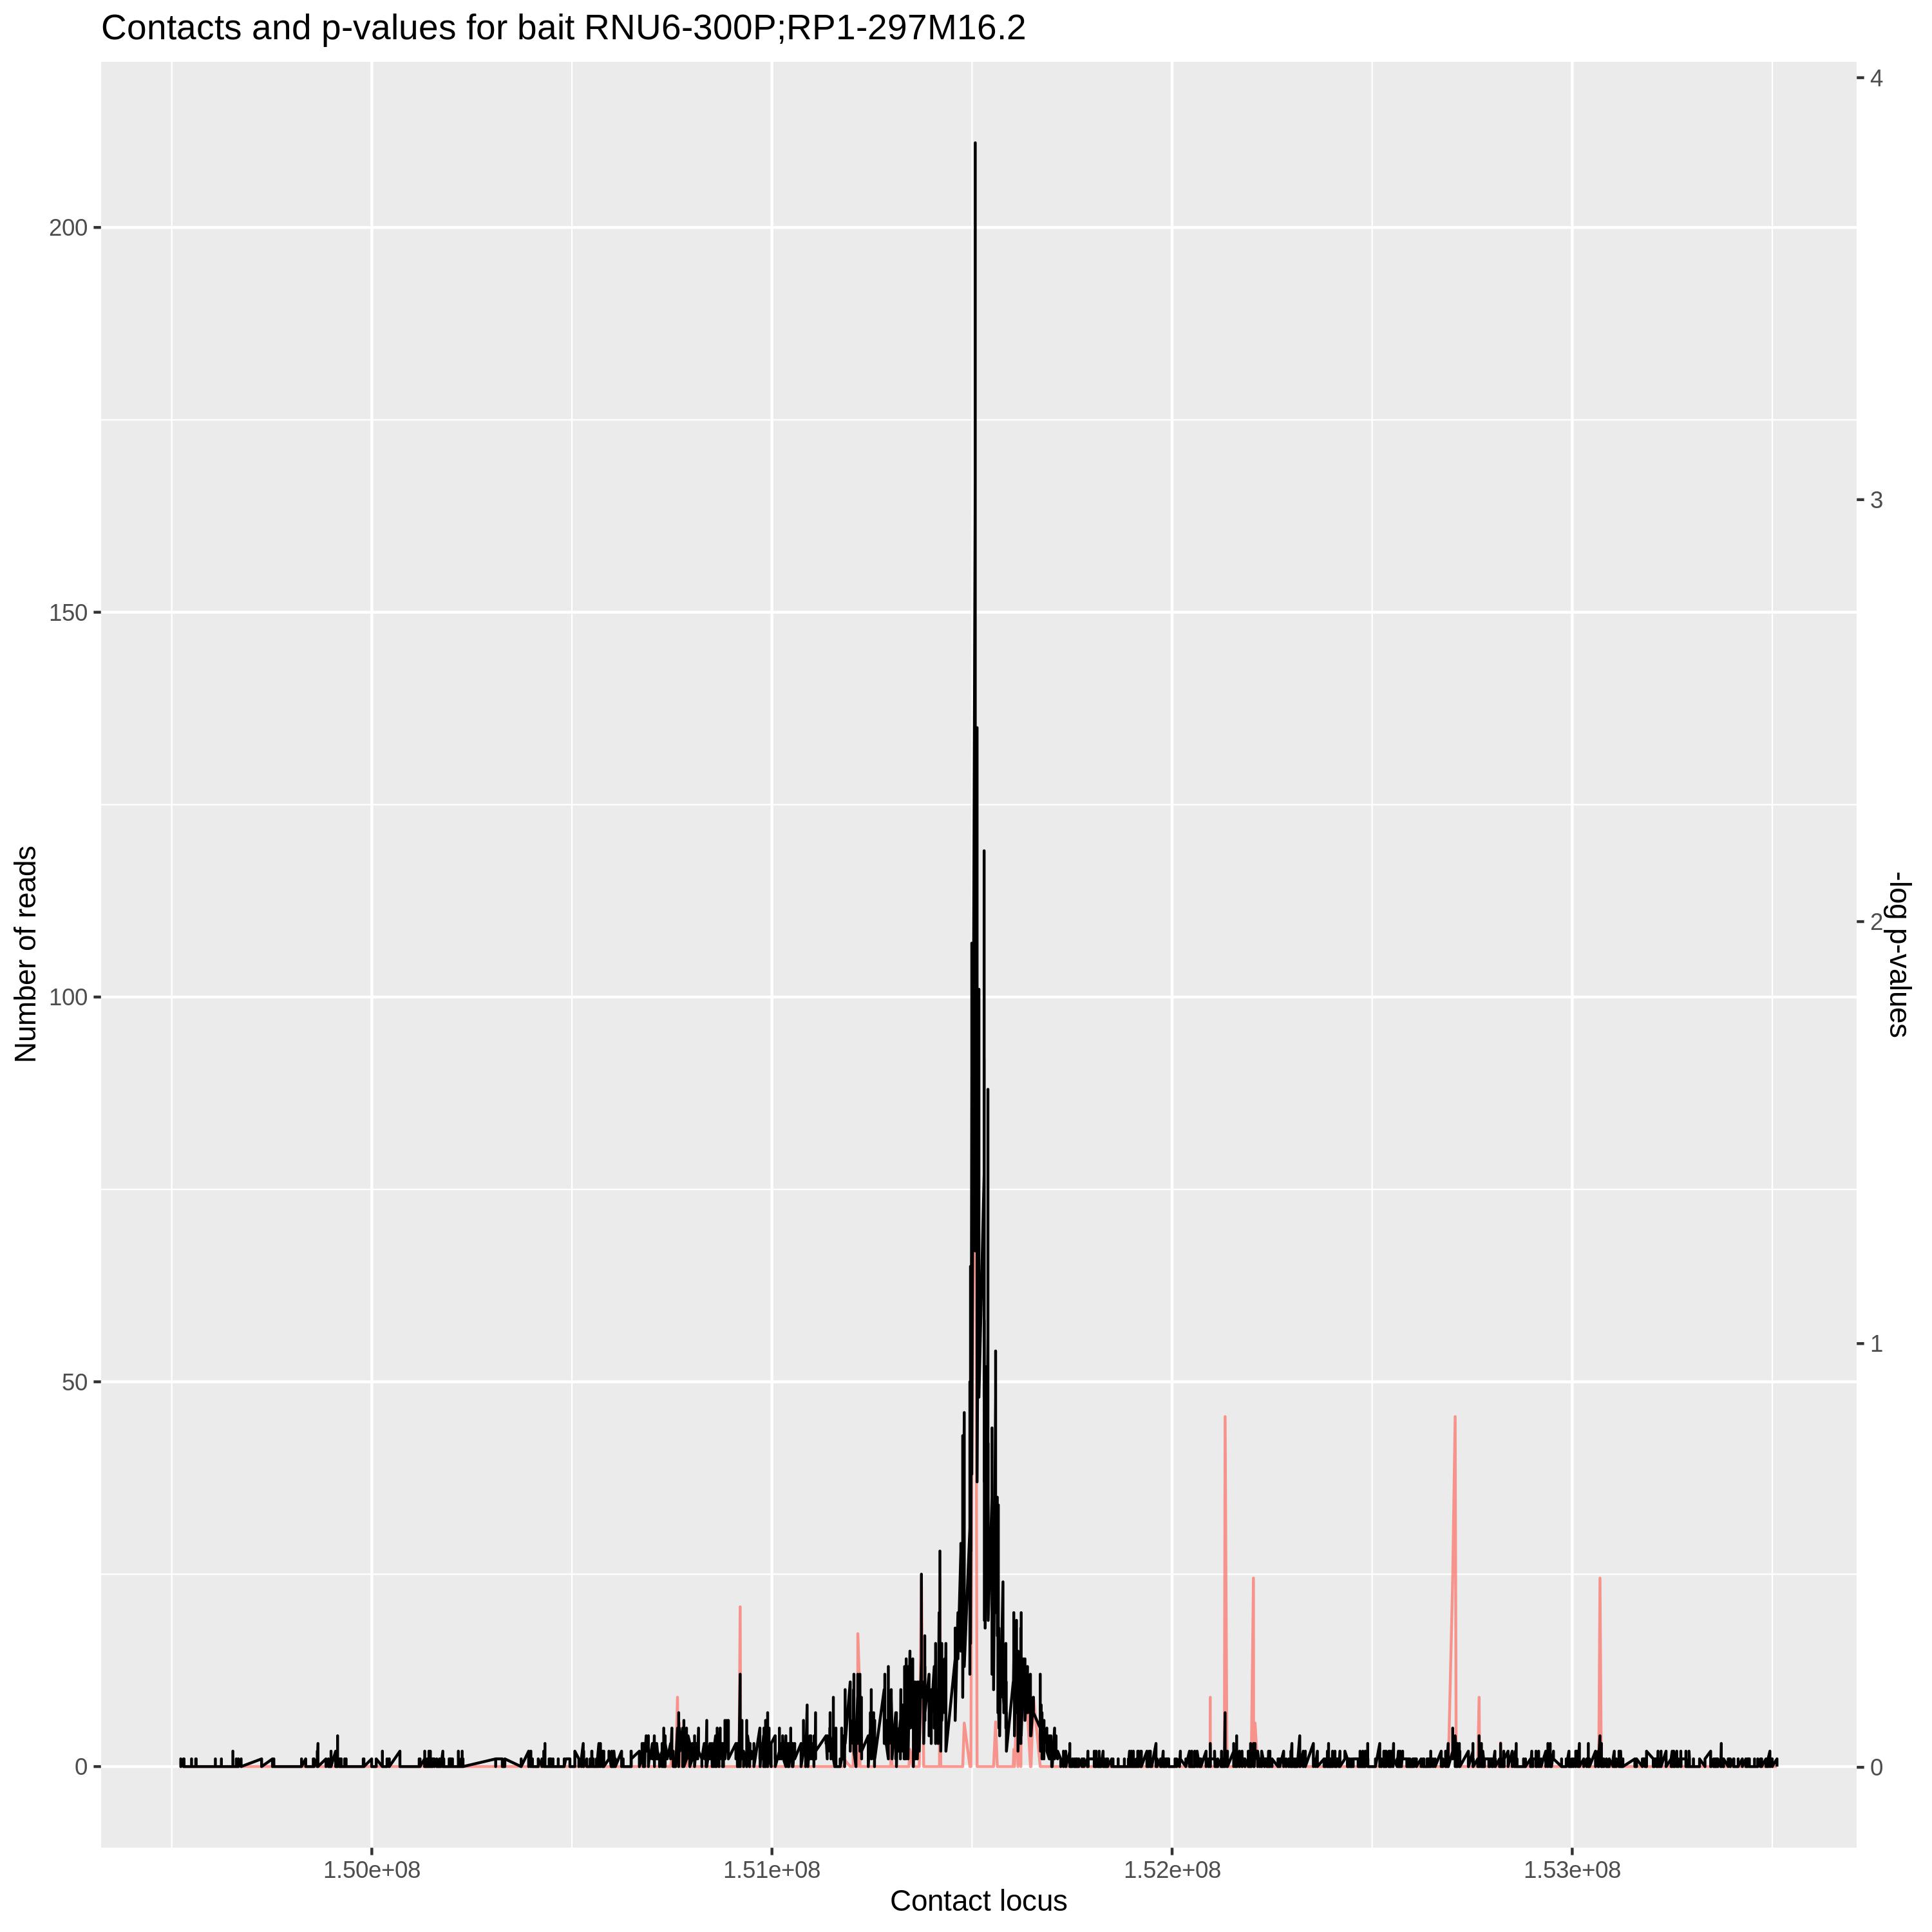 Contacts and p-values for bait RNU6-300P;RP1-297M16.2
Number of reads
200
150
100
50
0
4
3
2
1
0
-log p-values
1.50e+08
1.51e+08
1.52e+08
1.53e+08
Contact locus